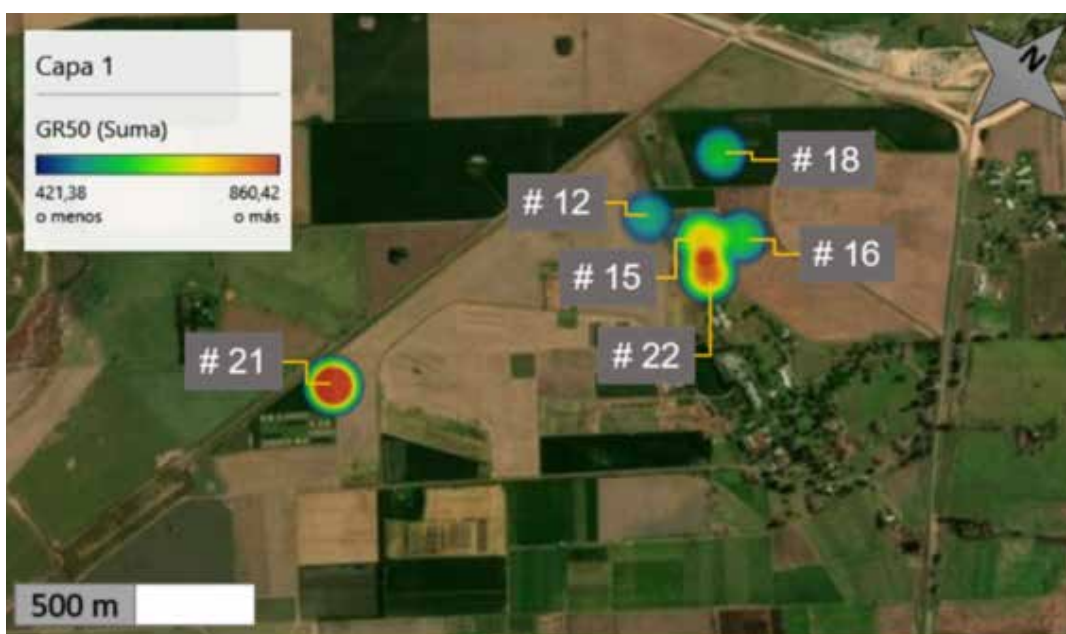 Capa 1
GR50 (Suma)
421,38 860,42
o menos o más
N
# 18
# 12
# 16
# 15
# 22
# 21
500 m